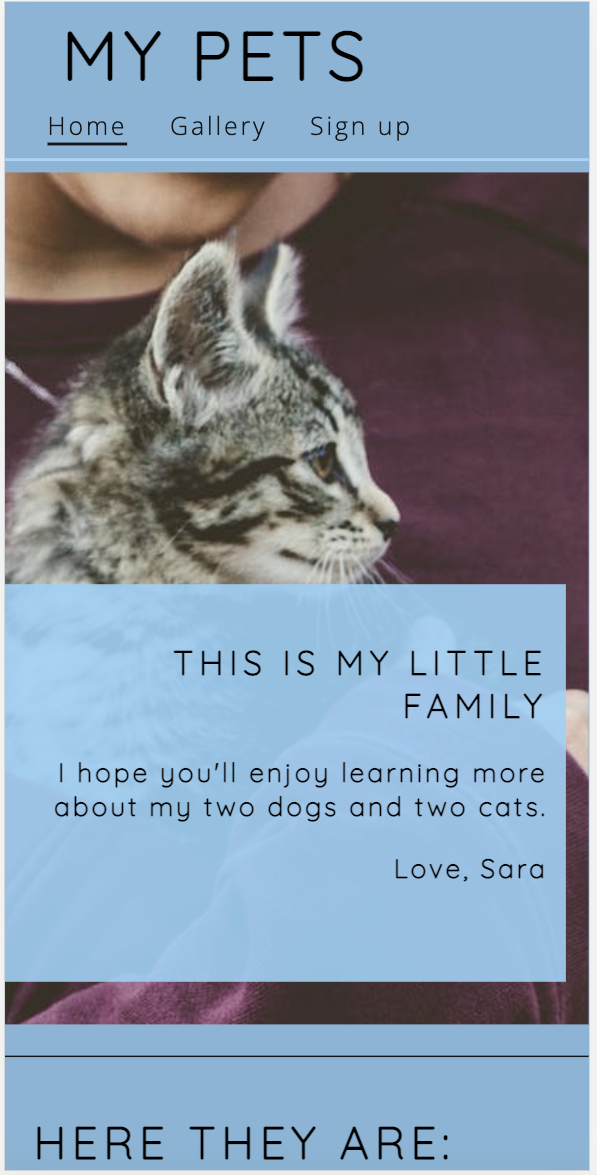 MY PETS
Home Gallery Sign up
THIS IS MY LITTLE
FAMILY
I hope you'll enjoy learning more
about my two dogs and two cats.
Love, Sara
HERE THEY ARE: